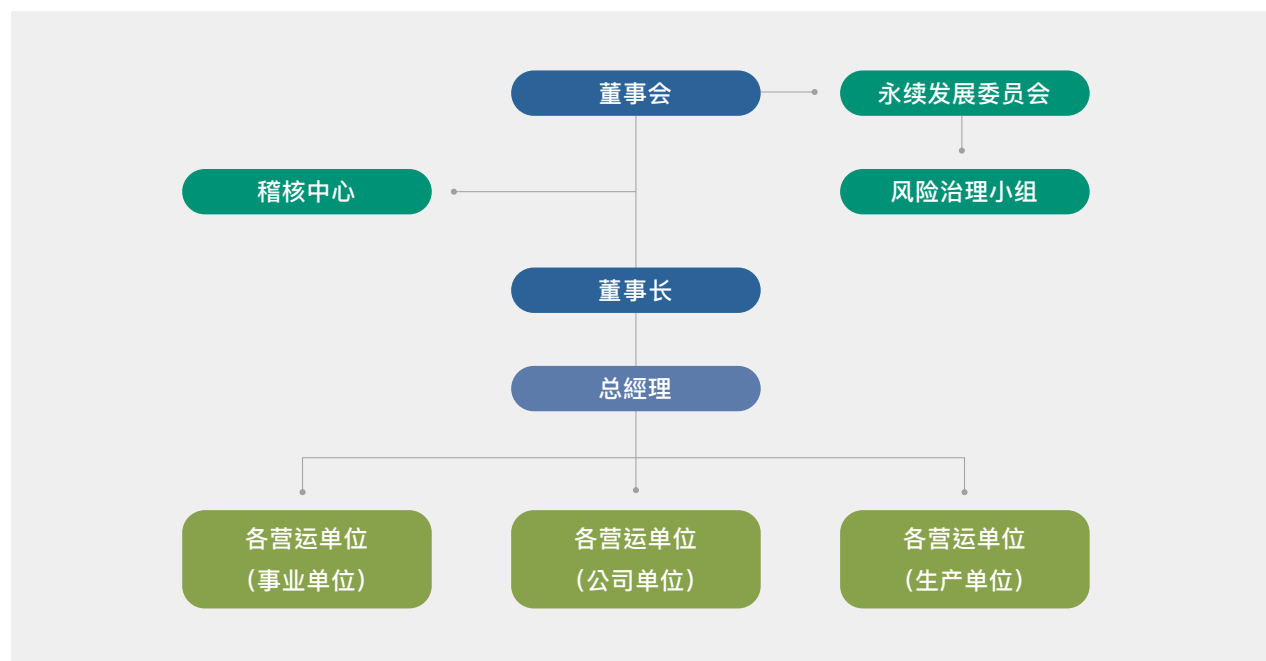 董事会
永续发展委员会
稽核中心
风险治理小组
董事长
总經理
各营运单位
（事业单位）
各营运单位
（公司单位）
各营运单位
（生产单位）